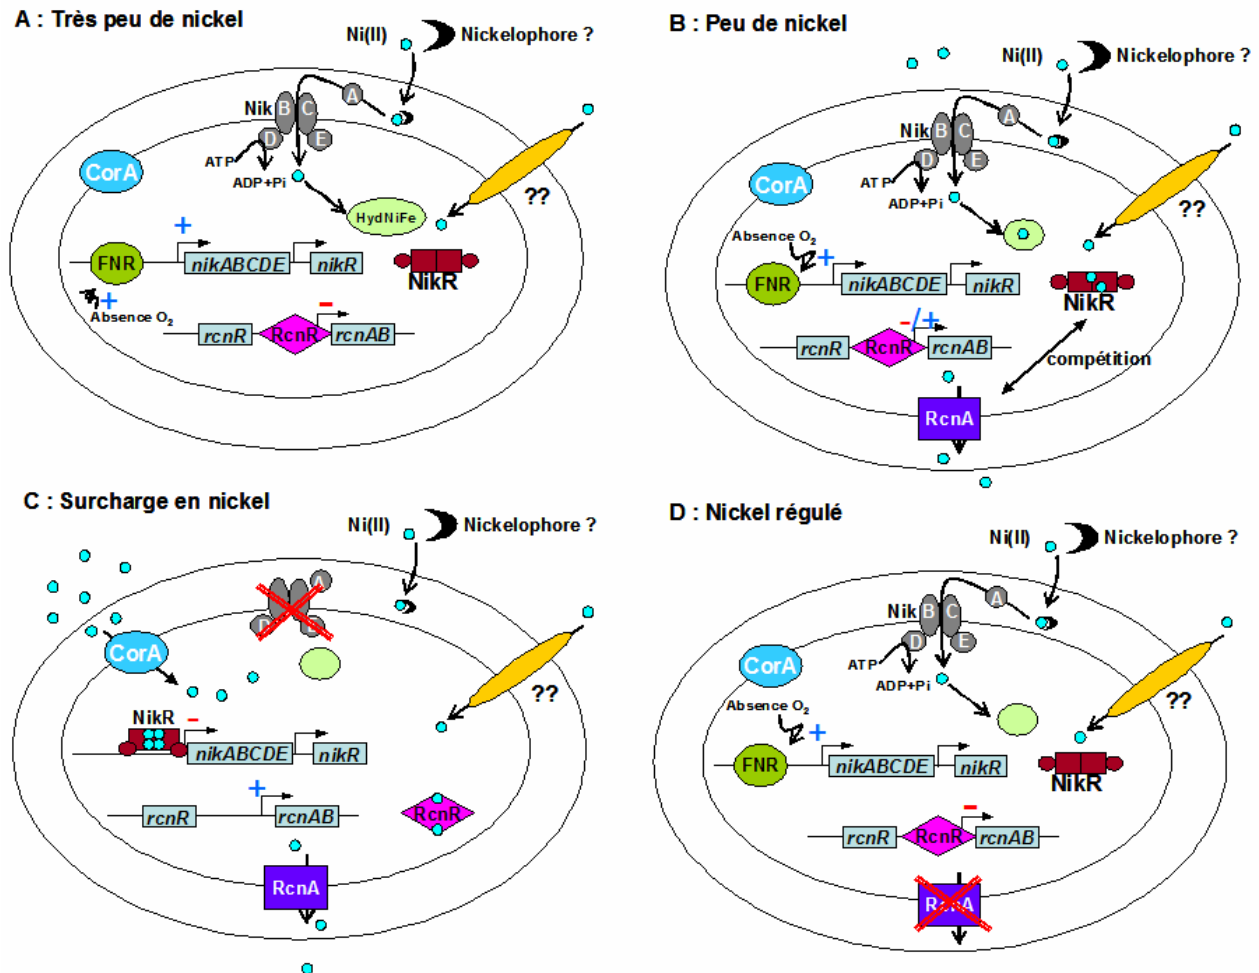 A : Très peu de nickel
Ni(II)
Nickelophore ?
A
Nik
B
C
D
E
ATP
ADP+Pi
CorA
HydNiFe
??
+
FNR
nikABCDE
nikR
NikR
+
Absence O2
-
rcnR
RcnR
rcnAB
B : Peu de nickel
Ni(II)
Nickelophore ?
A
Nik
B
C
D
E
ATP
ADP+Pi
CorA
??
Absence O2
+
FNR
nikABCDE
nikR
NikR
-/+
rcnR
RcnR
rcnAB
compétition
RcnA
C : Surcharge en nickel
Ni(II)
Nickelophore ?
A
D
CorA
??
NikR
-
nikABCDE
nikR
+
rcnR
rcnAB
RcnR
RcnA
D : Nickel régulé
Ni(II)
Nickelophore ?
A
Nik
B
C
D
E
ATP
ADP+Pi
CorA
??
Absence O2
+
FNR
nikABCDE
nikR
NikR
-
rcnR
RcnR
rcnAB
RcnA